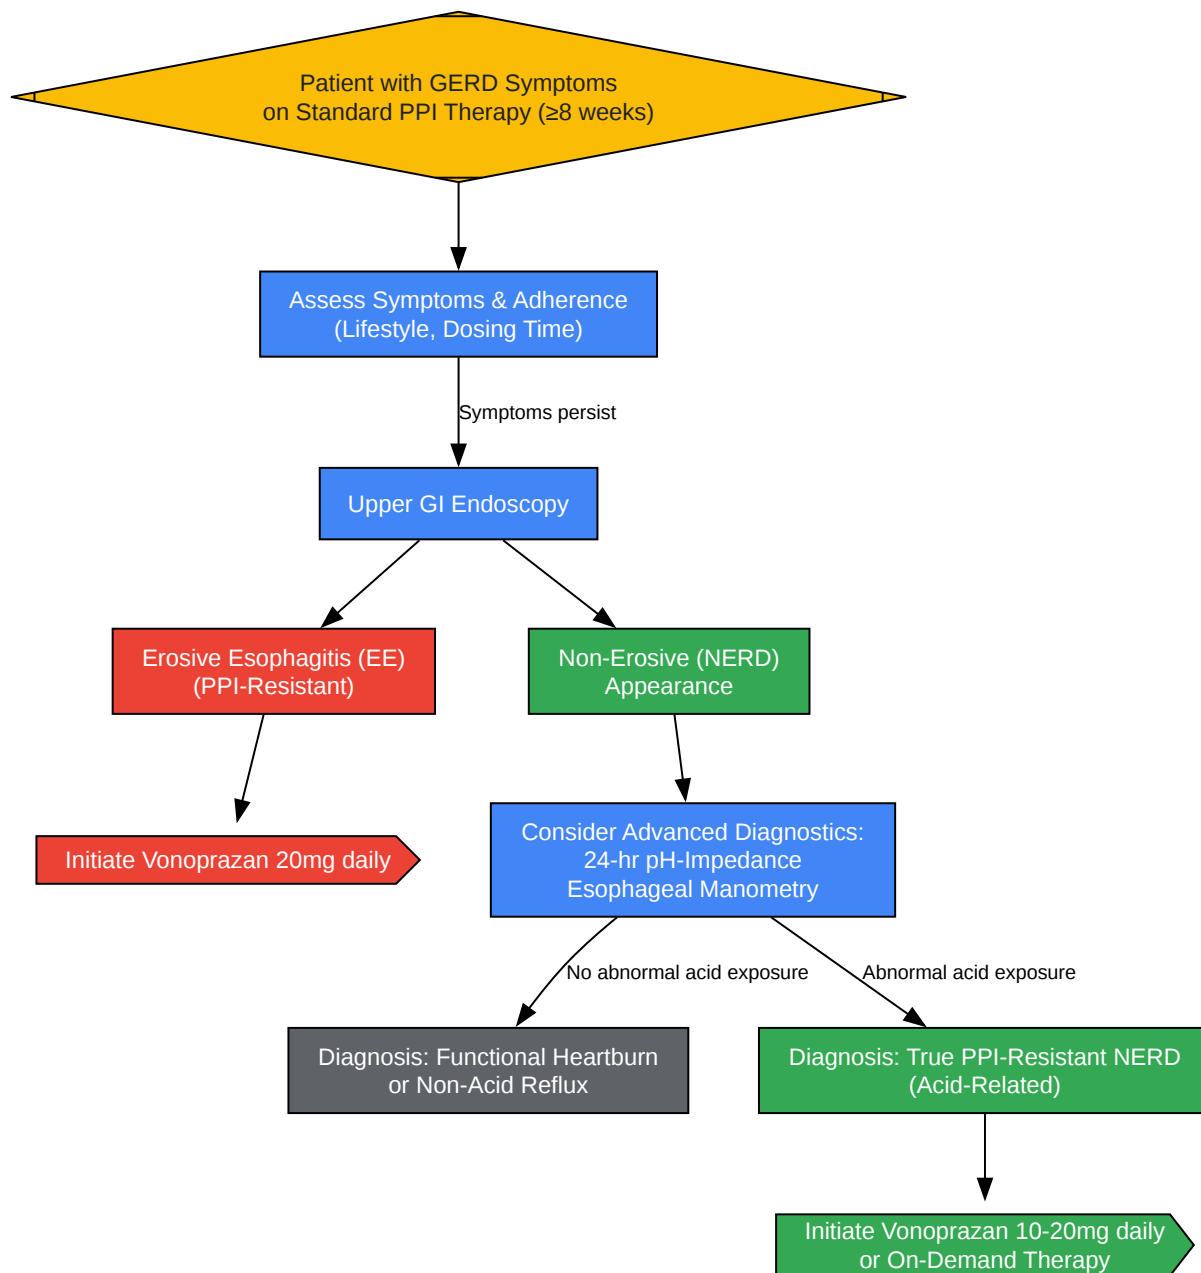 Patient with GERD Symptoms
on Standard PPI Therapy (≥8 weeks)
Assess Symptoms & Adherence
(Lifestyle, Dosing Time)
Symptoms persist
Upper GI Endoscopy
Erosive Esophagitis (EE)
(PPI-Resistant)
Non-Erosive (NERD)
Appearance
Initiate Vonoprazan 20mg daily
Consider Advanced Diagnostics:
24-hr pH-Impedance
Esophageal Manometry
No abnormal acid exposure
Abnormal acid exposure
Diagnosis: Functional Heartburn
or Non-Acid Reflux
Diagnosis: True PPI-Resistant NERD
(Acid-Related)
Initiate Vonoprazan 10-20mg daily
or On-Demand Therapy